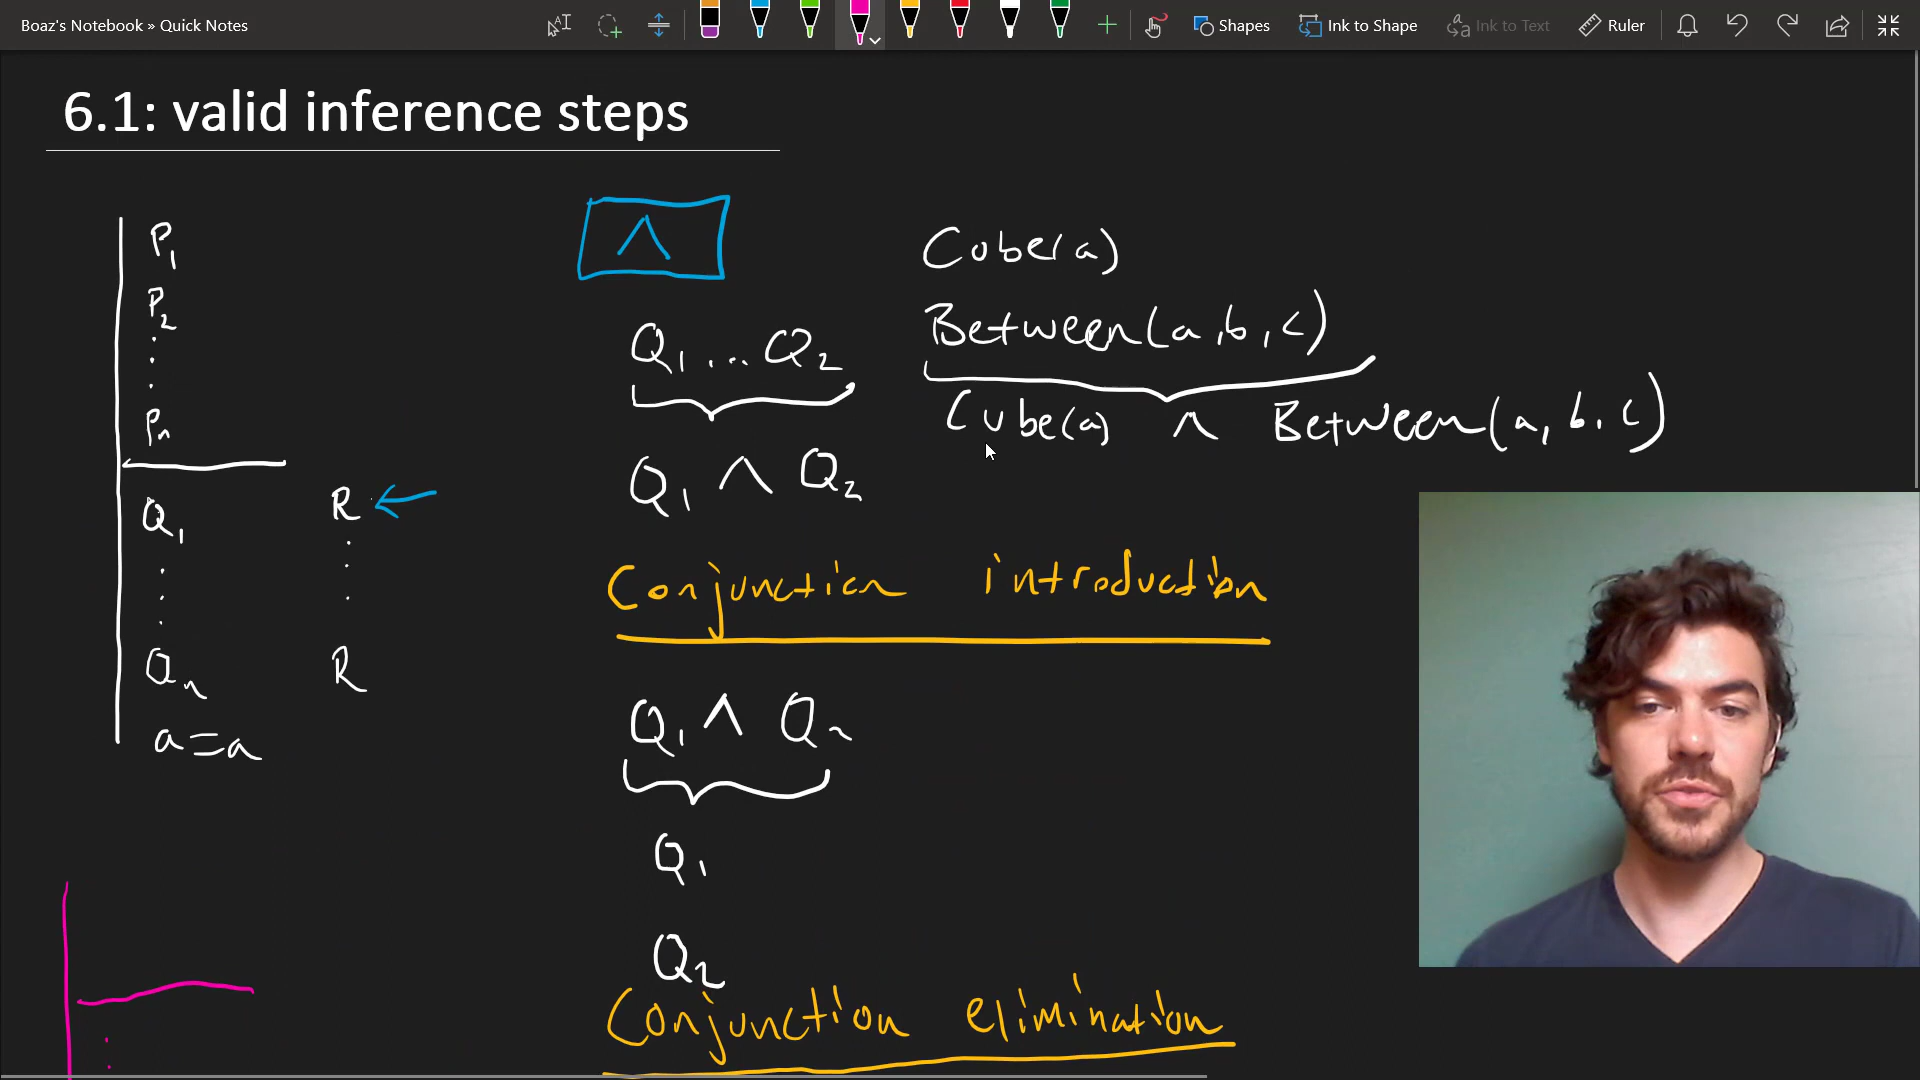 Boaz's Notebook » Quick Notes
Shapes
Ink to Shape
Ink to Text
Ruler
6.1: valid inference steps
P1
P2
⋮
Pn
Q1 R ←
⋮ ⋮
Qn R
a=a
∧
Q1...Q2
Q1 ∧ Q2
Cube(a)
Between(a,b,c)
Cube(a) ∧ Between(a, b, c)
Conjunction introduction
Q1 ∧ Q2
Q1
Q2
Conjunction elimination